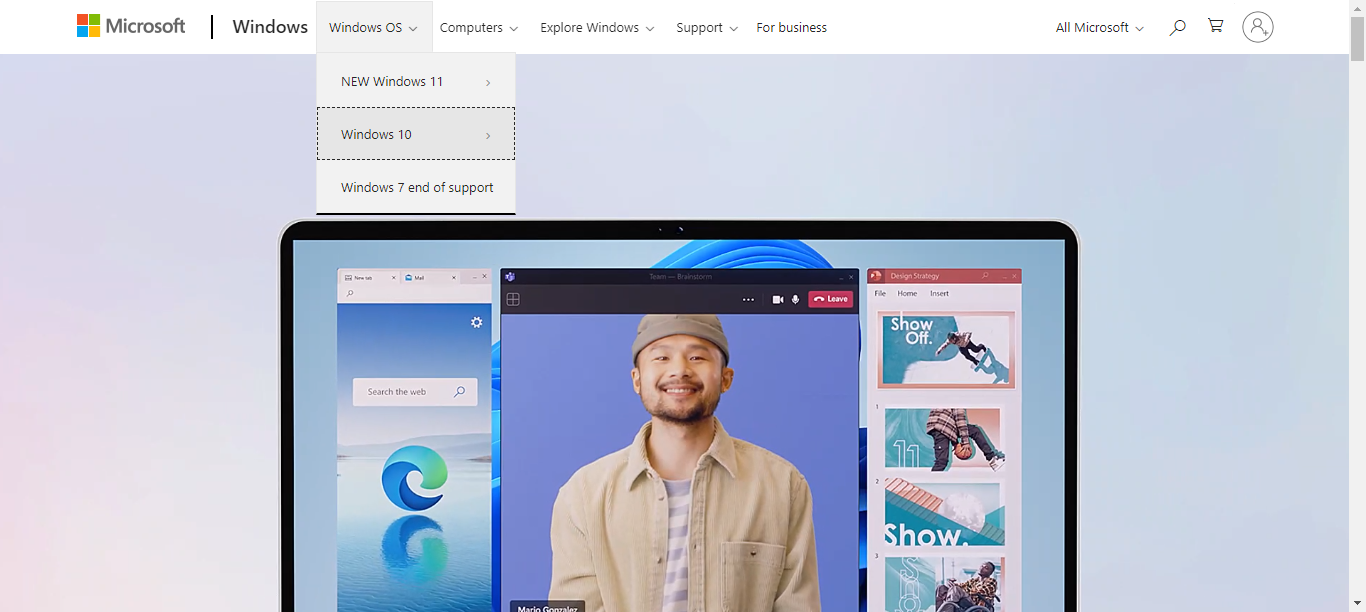 Microsoft
Windows
Windows OS
Computers
Explore Windows
Support
For business
All Microsoft
NEW Windows 11
Windows 10
Windows 7 end of support
New tab
Mail
Search the web
Team — Brainstorm
Leave
Mario Gonzalez
Design Strategy
File
Home
Insert
Show
Off.
1
11
2
Show.
3